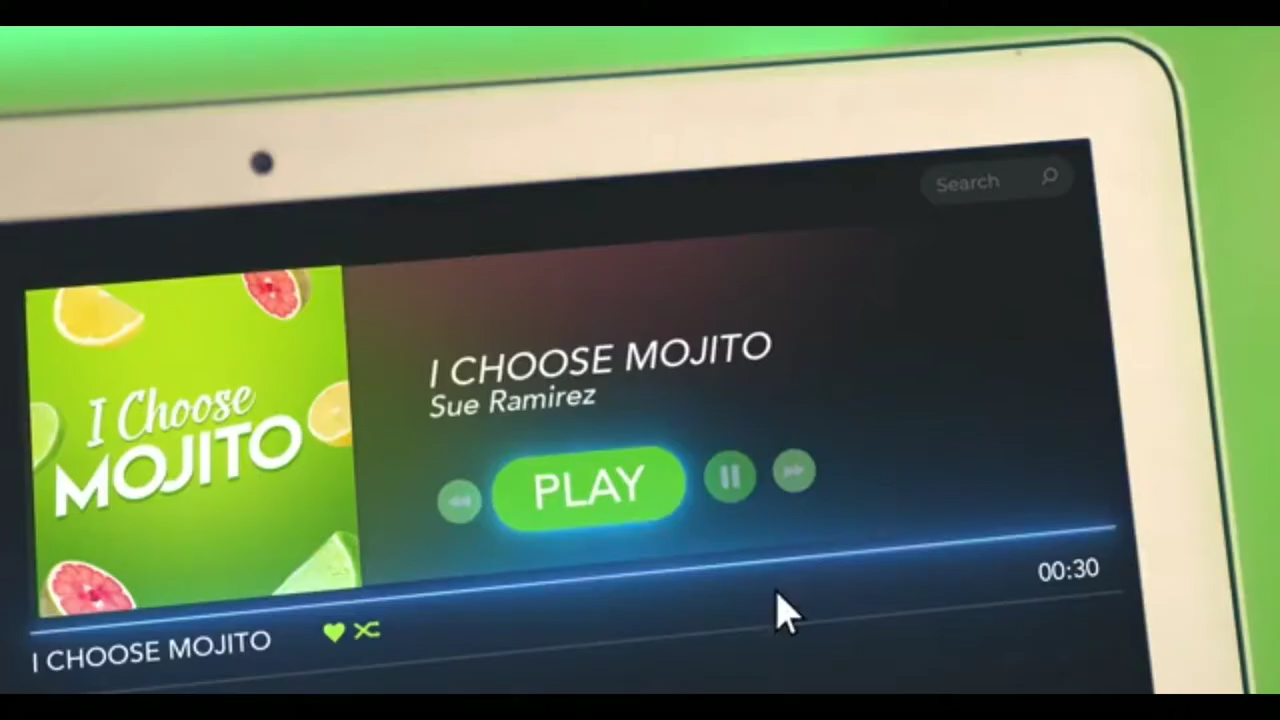 Search
I Choose
MOJITO
I CHOOSE MOJITO
Sue Ramirez
PLAY
00:30
I CHOOSE MOJITO